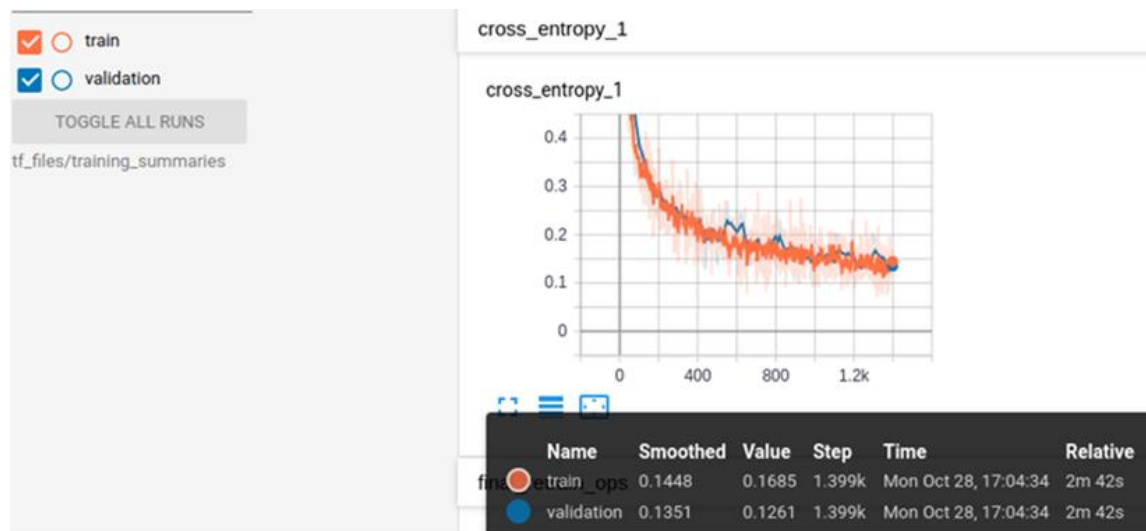 train
validation
TOGGLE ALL RUNS
tf_files/training_summaries
cross_entropy_1
cross_entropy_1
0.4
0.3
0.2
0.1
0
0 400 800 1.2k
Name Smoothed Value Step Time Relative
train 0.1448 0.1685 1.399k Mon Oct 28, 17:04:34 2m 42s
validation 0.1351 0.1261 1.399k Mon Oct 28, 17:04:34 2m 42s